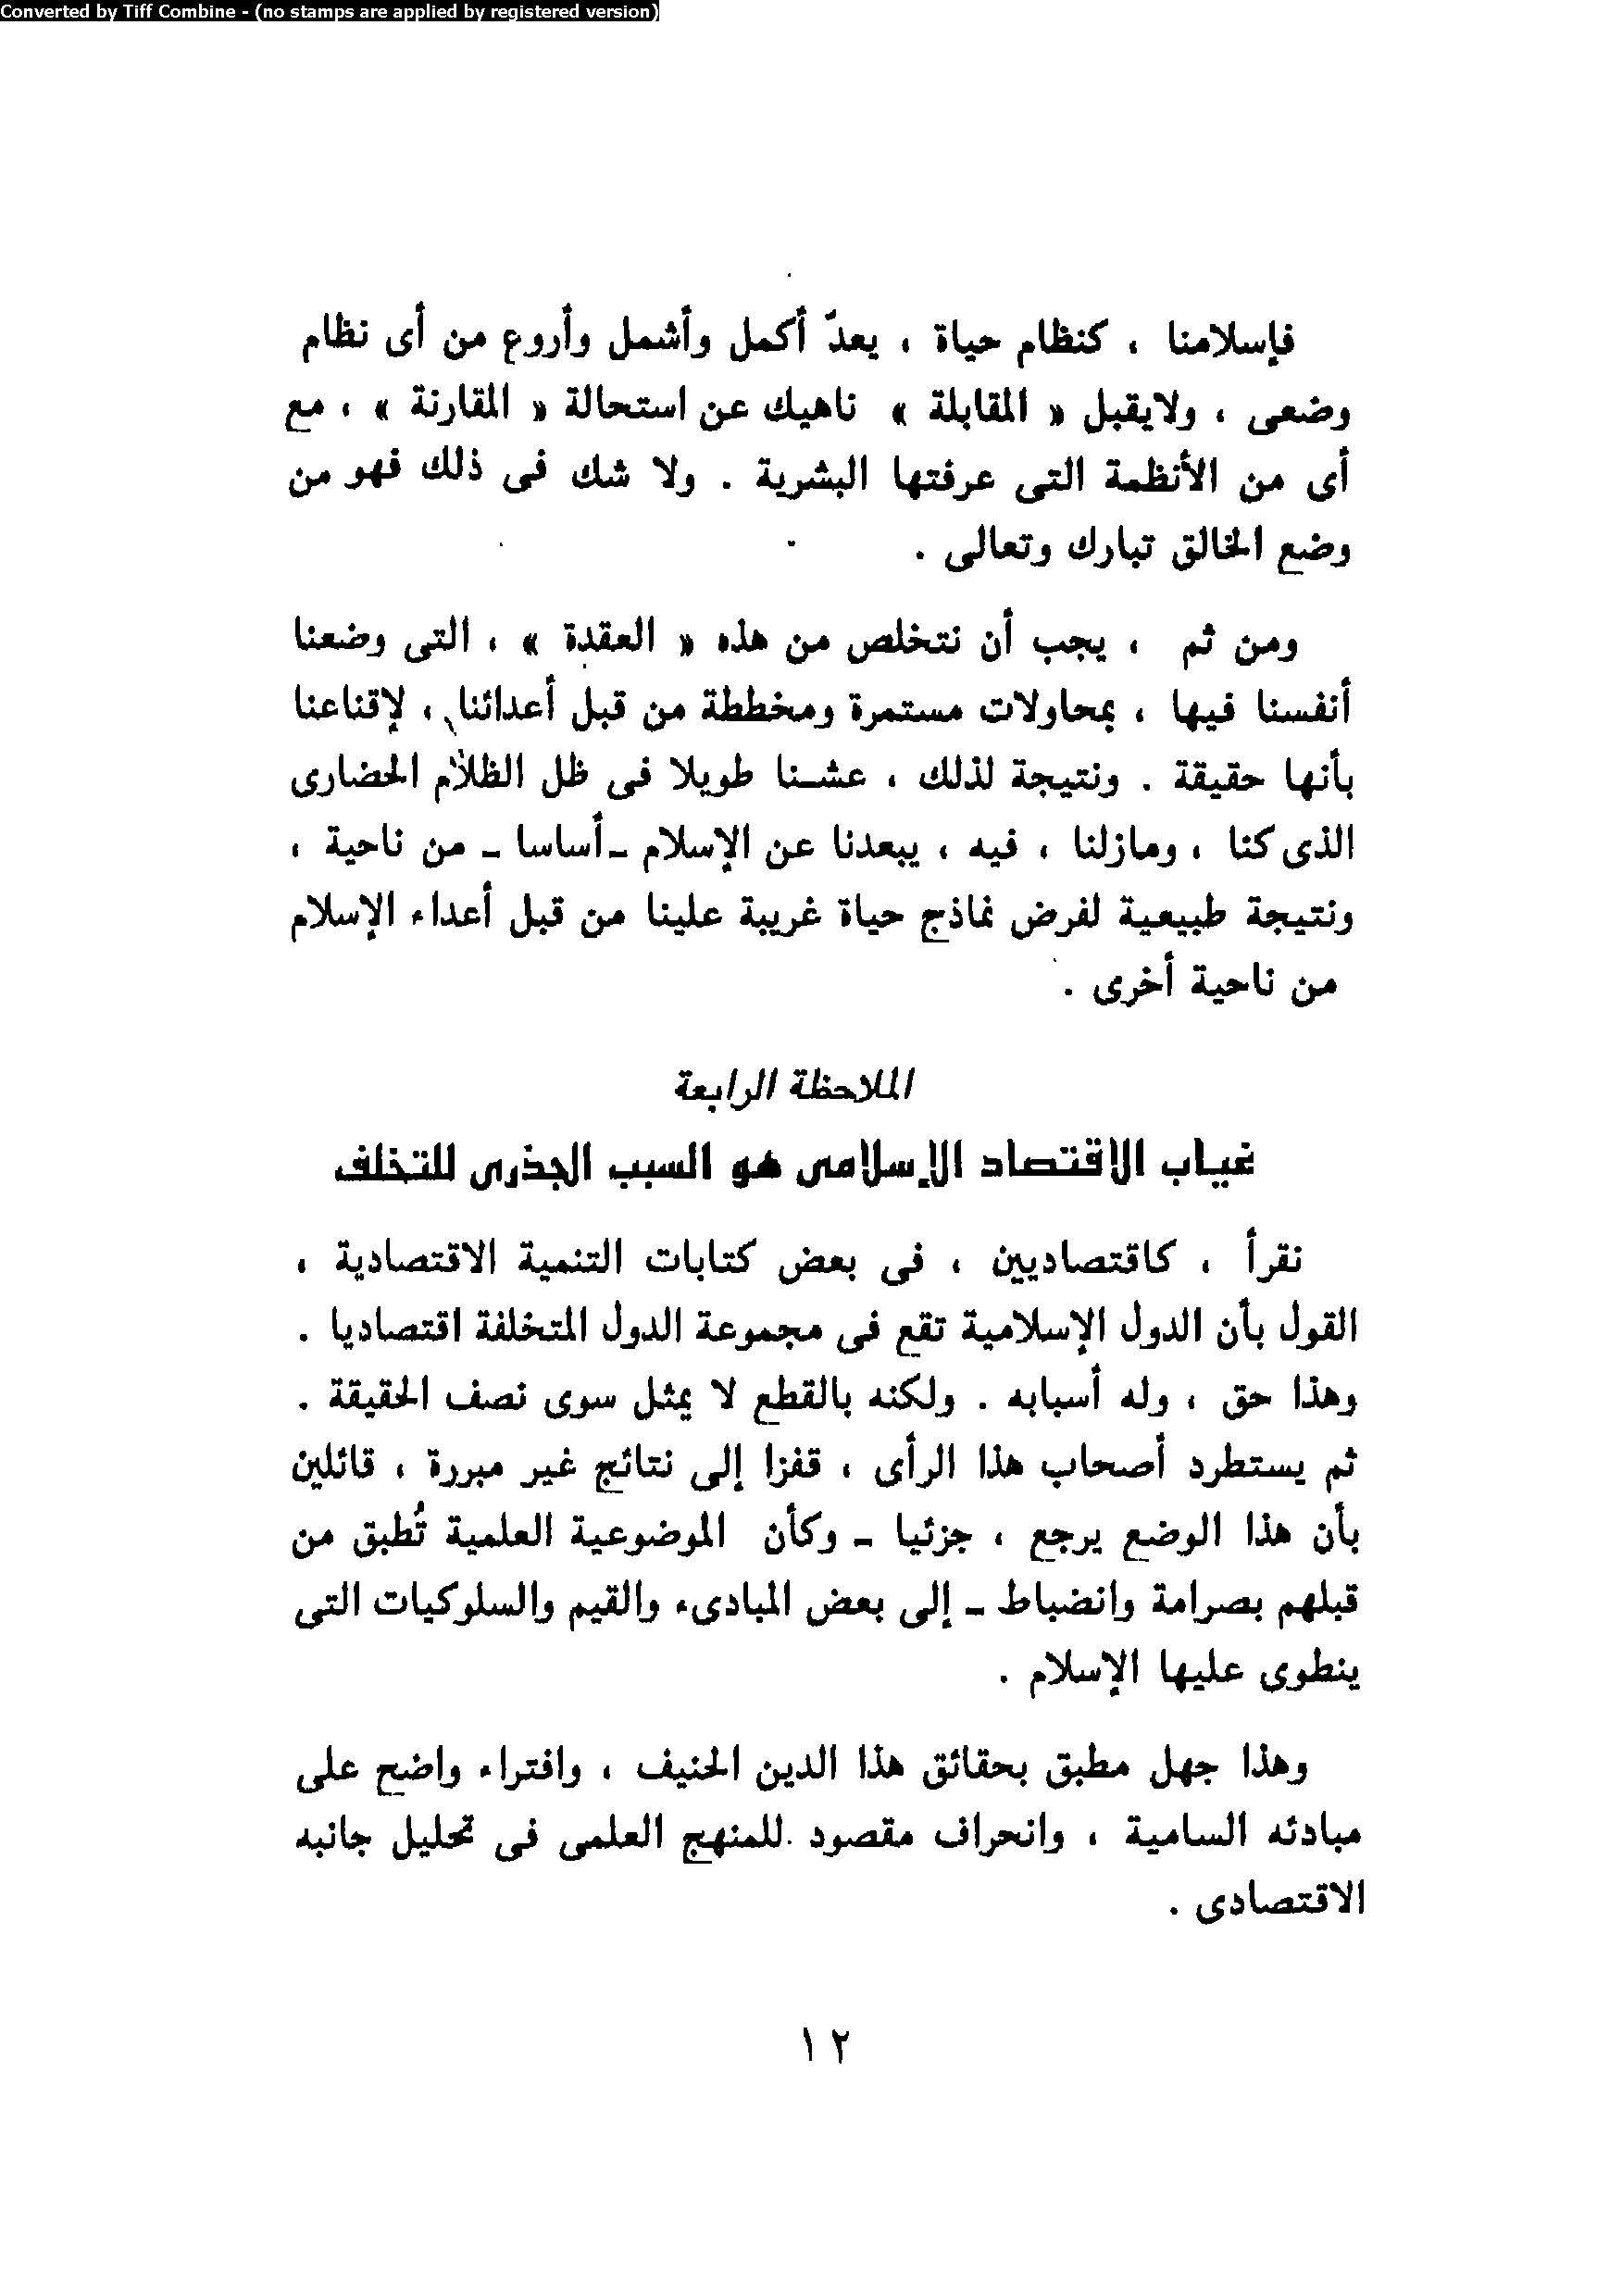 Converted by Tiff Combine - (no stamps are applied by registered version)
فإسلامنا ، كنظام حياة ، يعدّ أكمل وأشمل وأروع من أى نظام
وضعى ، ولايقبل « المقابلة » ناهيك عن استحالة « المقارنة » ، مع
أى من الأنظمة التى عرفتها البشرية . ولا شك فى ذلك فهو من
وضع الخالق تبارك وتعالى .
ومن ثم ، يجب أن نتخلص من هذه « العقدة » ، التى وضعنا
أنفسنا فيها ، بمحاولات مستمرة ومخططة من قبل أعدائنا ، لإقناعنا
بأنها حقيقة . ونتيجة لذلك ، عشنا طويلا فى ظل الظلام الحضارى
الذى كنا ، ومازلنا ، فيه ، يبعدنا عن الإسلام - أساسا - من ناحية ،
ونتيجة طبيعية لفرض نماذج حياة غريبة علينا من قبل أعداء الإسلام
من ناحية أخرى .
الملاحظة الرابعة
غياب الاقتصاد الإسلامى هو السبب الجذرى للتخلف
نقرأ ، كاقتصاديين ، فى بعض كتابات التنمية الاقتصادية ،
القول بأن الدول الإسلامية تقع فى مجموعة الدول المتخلفة اقتصاديا .
وهذا حق ، وله أسبابه . ولكنه بالقطع لا يمثل سوى نصف الحقيقة .
ثم يستطرد أصحاب هذا الرأى ، قفزا إلى نتائج غير مبررة ، قائلين
بأن هذا الوضع يرجع ، جزئيا - وكأن الموضوعية العلمية تُطبق من
قبلهم بصرامة وانضباط - إلى بعض المبادىء والقيم والسلوكيات التى
ينطوى عليها الإسلام .
وهذا جهل مطبق بحقائق هذا الدين الحنيف ، وافتراء واضح على
مبادئه السامية ، وانحراف مقصود للمنهج العلمى فى تحليل جانبه
الاقتصادى .
١٢